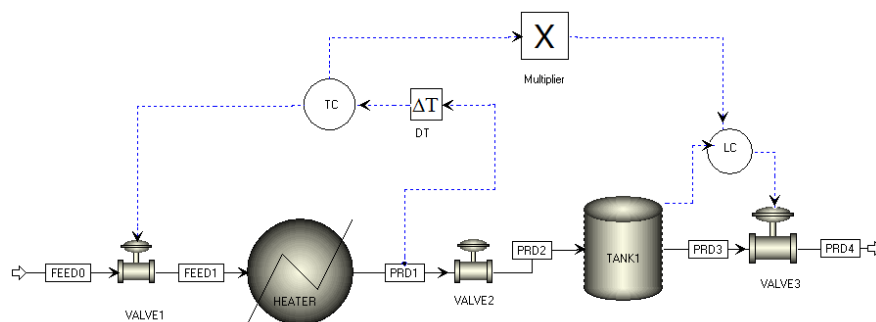 X
Multiplier
TC
ΔT
DT
LC
FEED0
FEED1
HEATER
PRD1
PRD2
TANK1
PRD3
PRD4
VALVE1
VALVE2
VALVE3